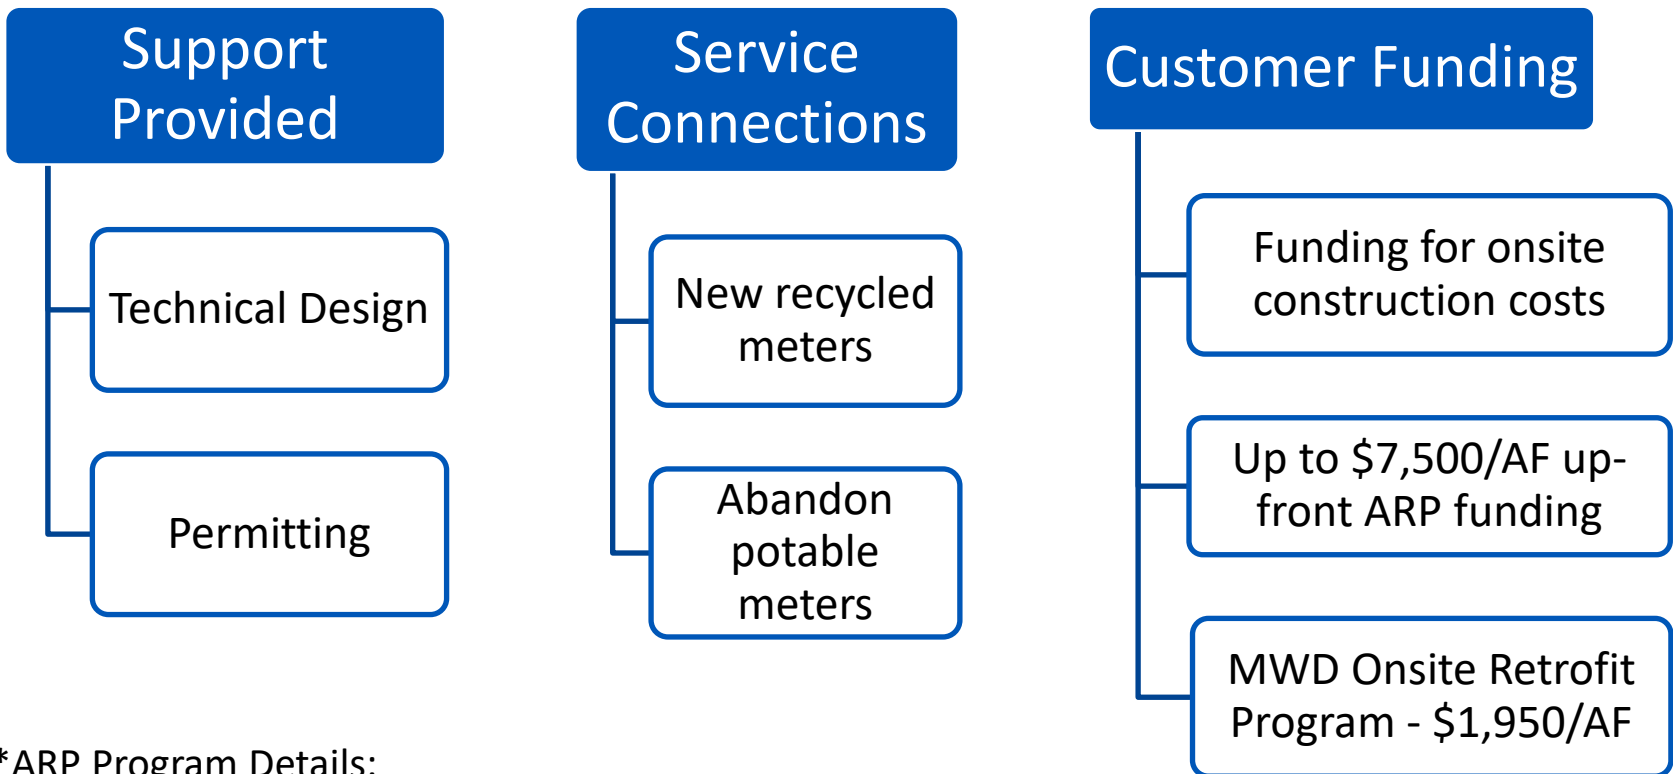 Support
Provided
Technical Design
Permitting
Service
Connections
New recycled
meters
Abandon
potable
meters
Customer Funding
Funding for onsite
construction costs
Up to $7,500/AF up-
front ARP funding
MWD Onsite Retrofit
Program - $1,950/AF
*ARP Program Details: